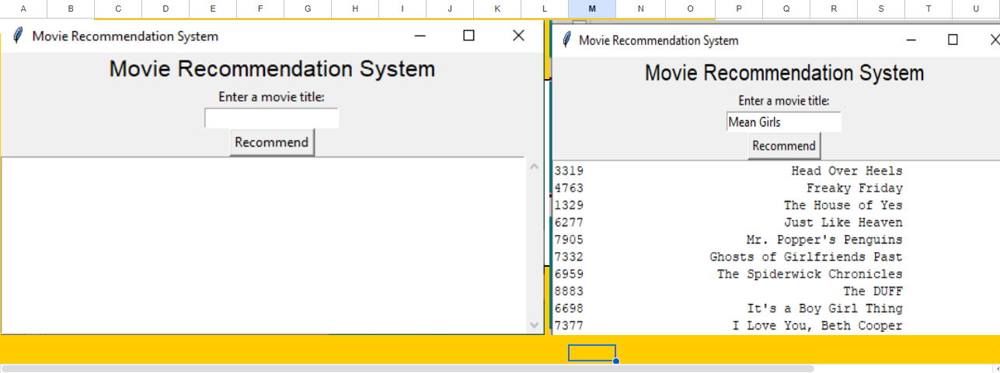 A B C D E F G H I J K L M N O P Q R S T U
Movie Recommendation System
Movie Recommendation System
Enter a movie title:
Recommend
Movie Recommendation System
Movie Recommendation System
Enter a movie title:
Mean Girls
Recommend
3319 Head Over Heels
4763 Freaky Friday
1329 The House of Yes
6277 Just Like Heaven
7905 Mr. Popper's Penguins
7332 Ghosts of Girlfriends Past
6959 The Spiderwick Chronicles
8883 The DUFF
6698 It's a Boy Girl Thing
7377 I Love You, Beth Cooper